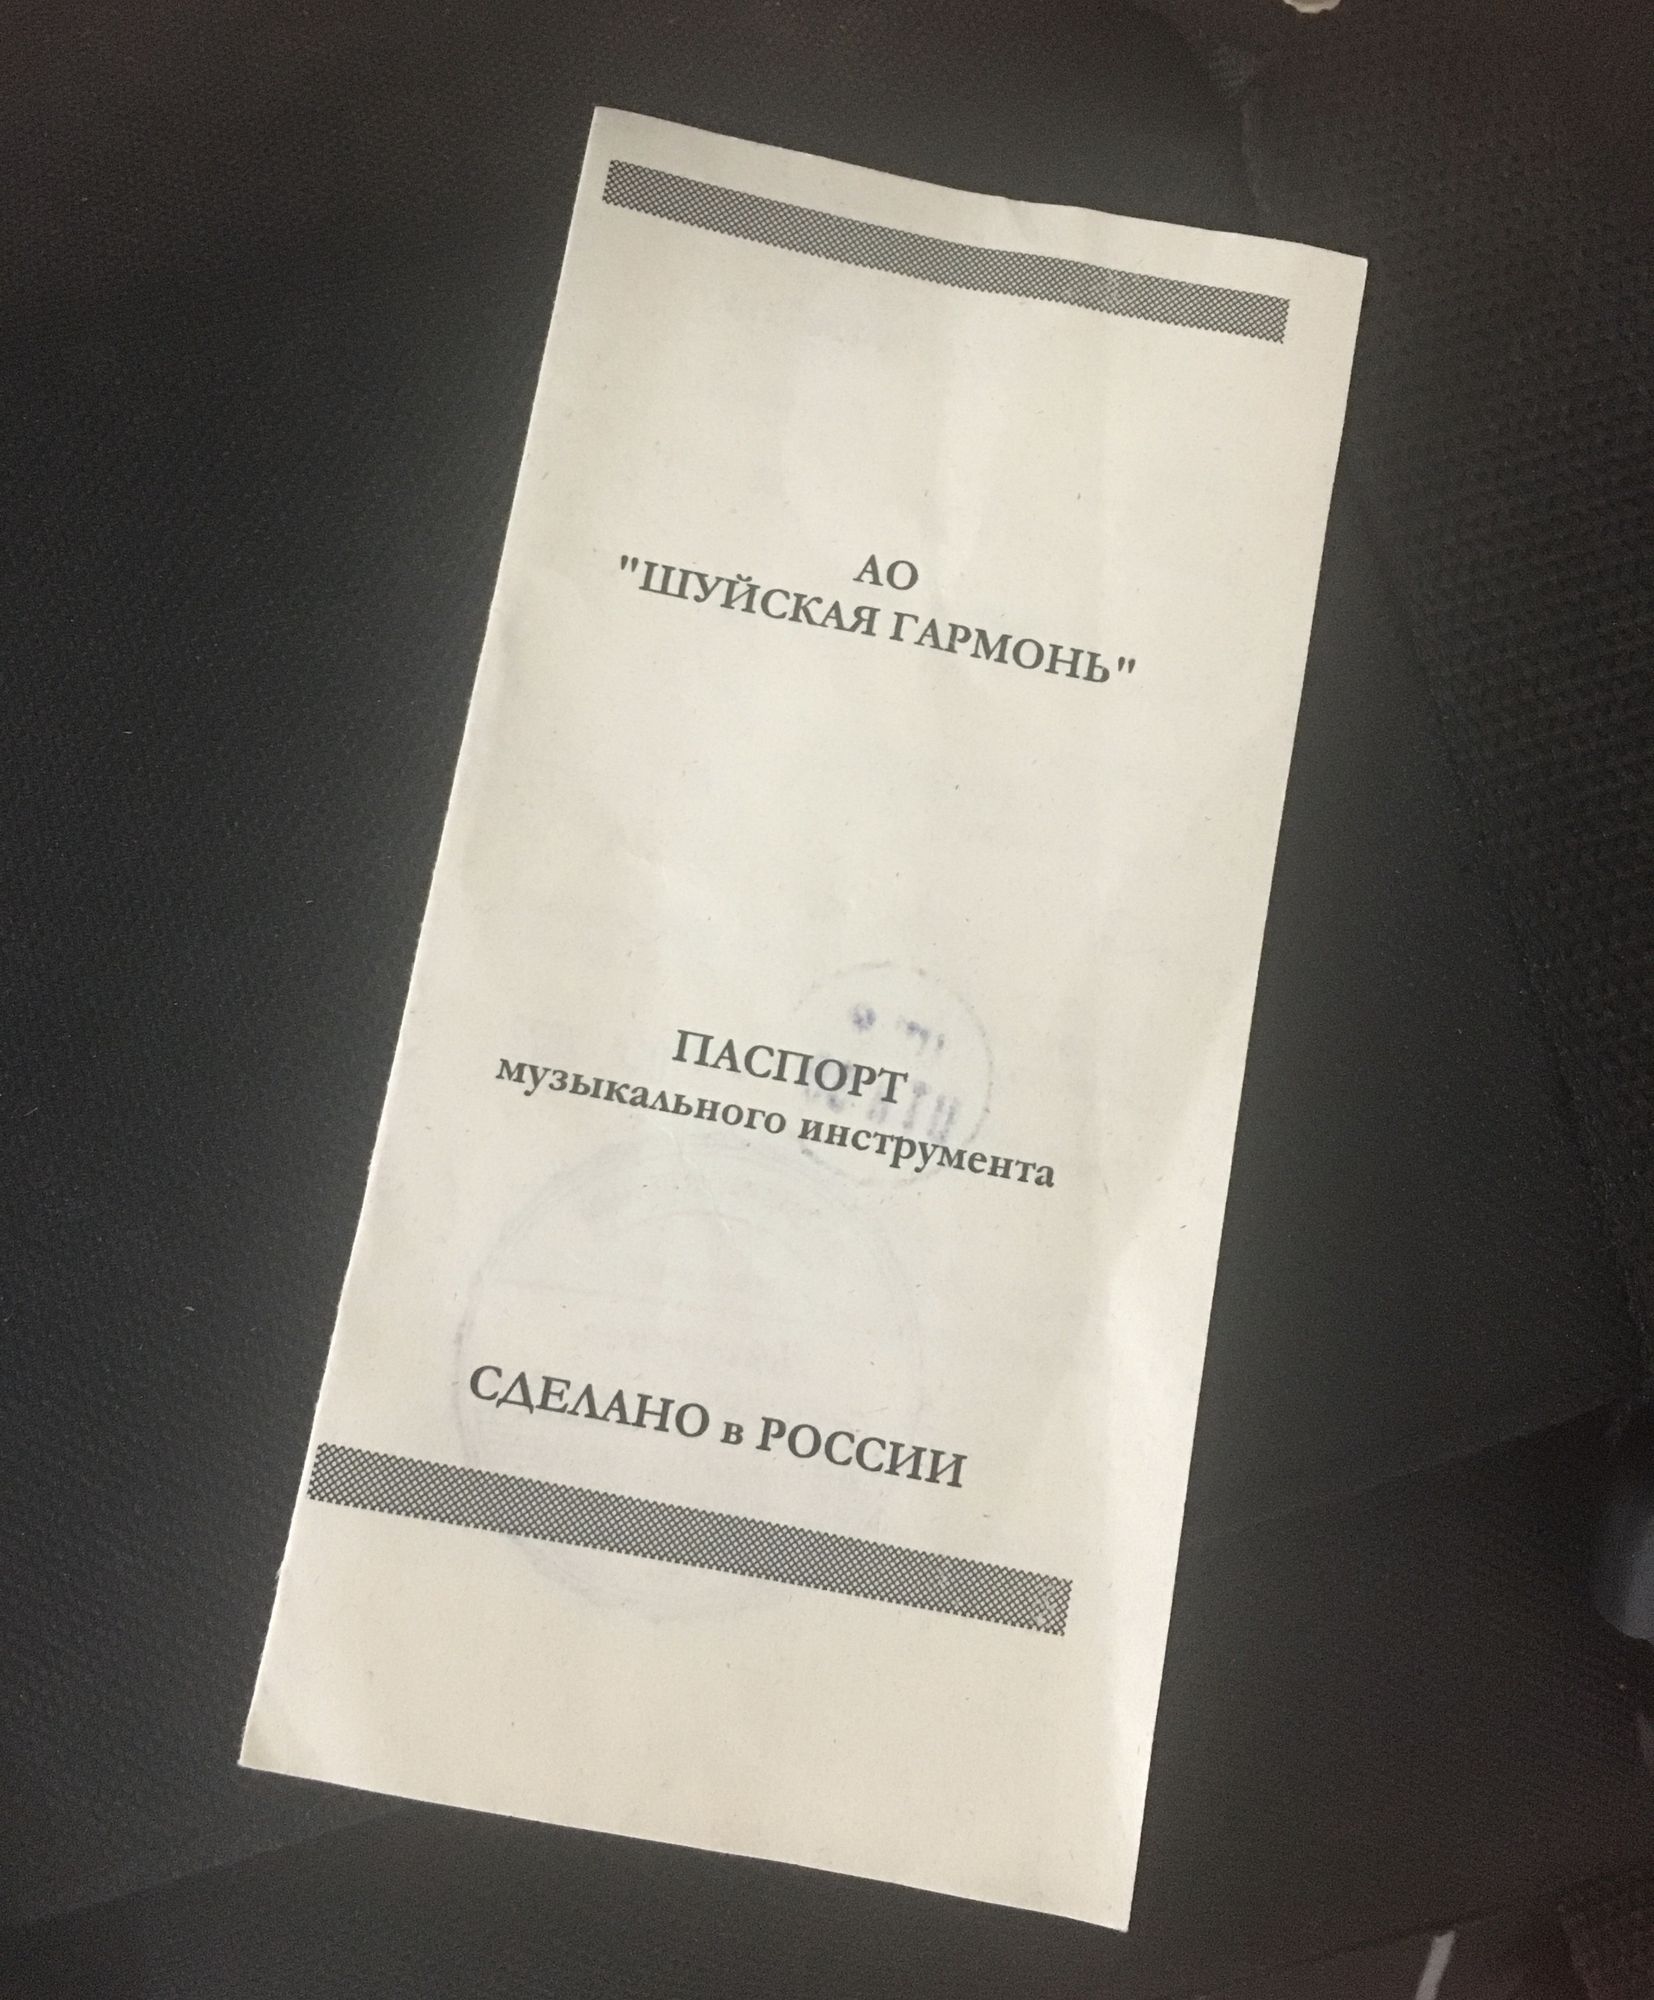 АО
"ШУЙСКАЯ ГАРМОНЬ"
ПАСПОРТ
музыкального инструмента
СДЕЛАНО в РОССИИ